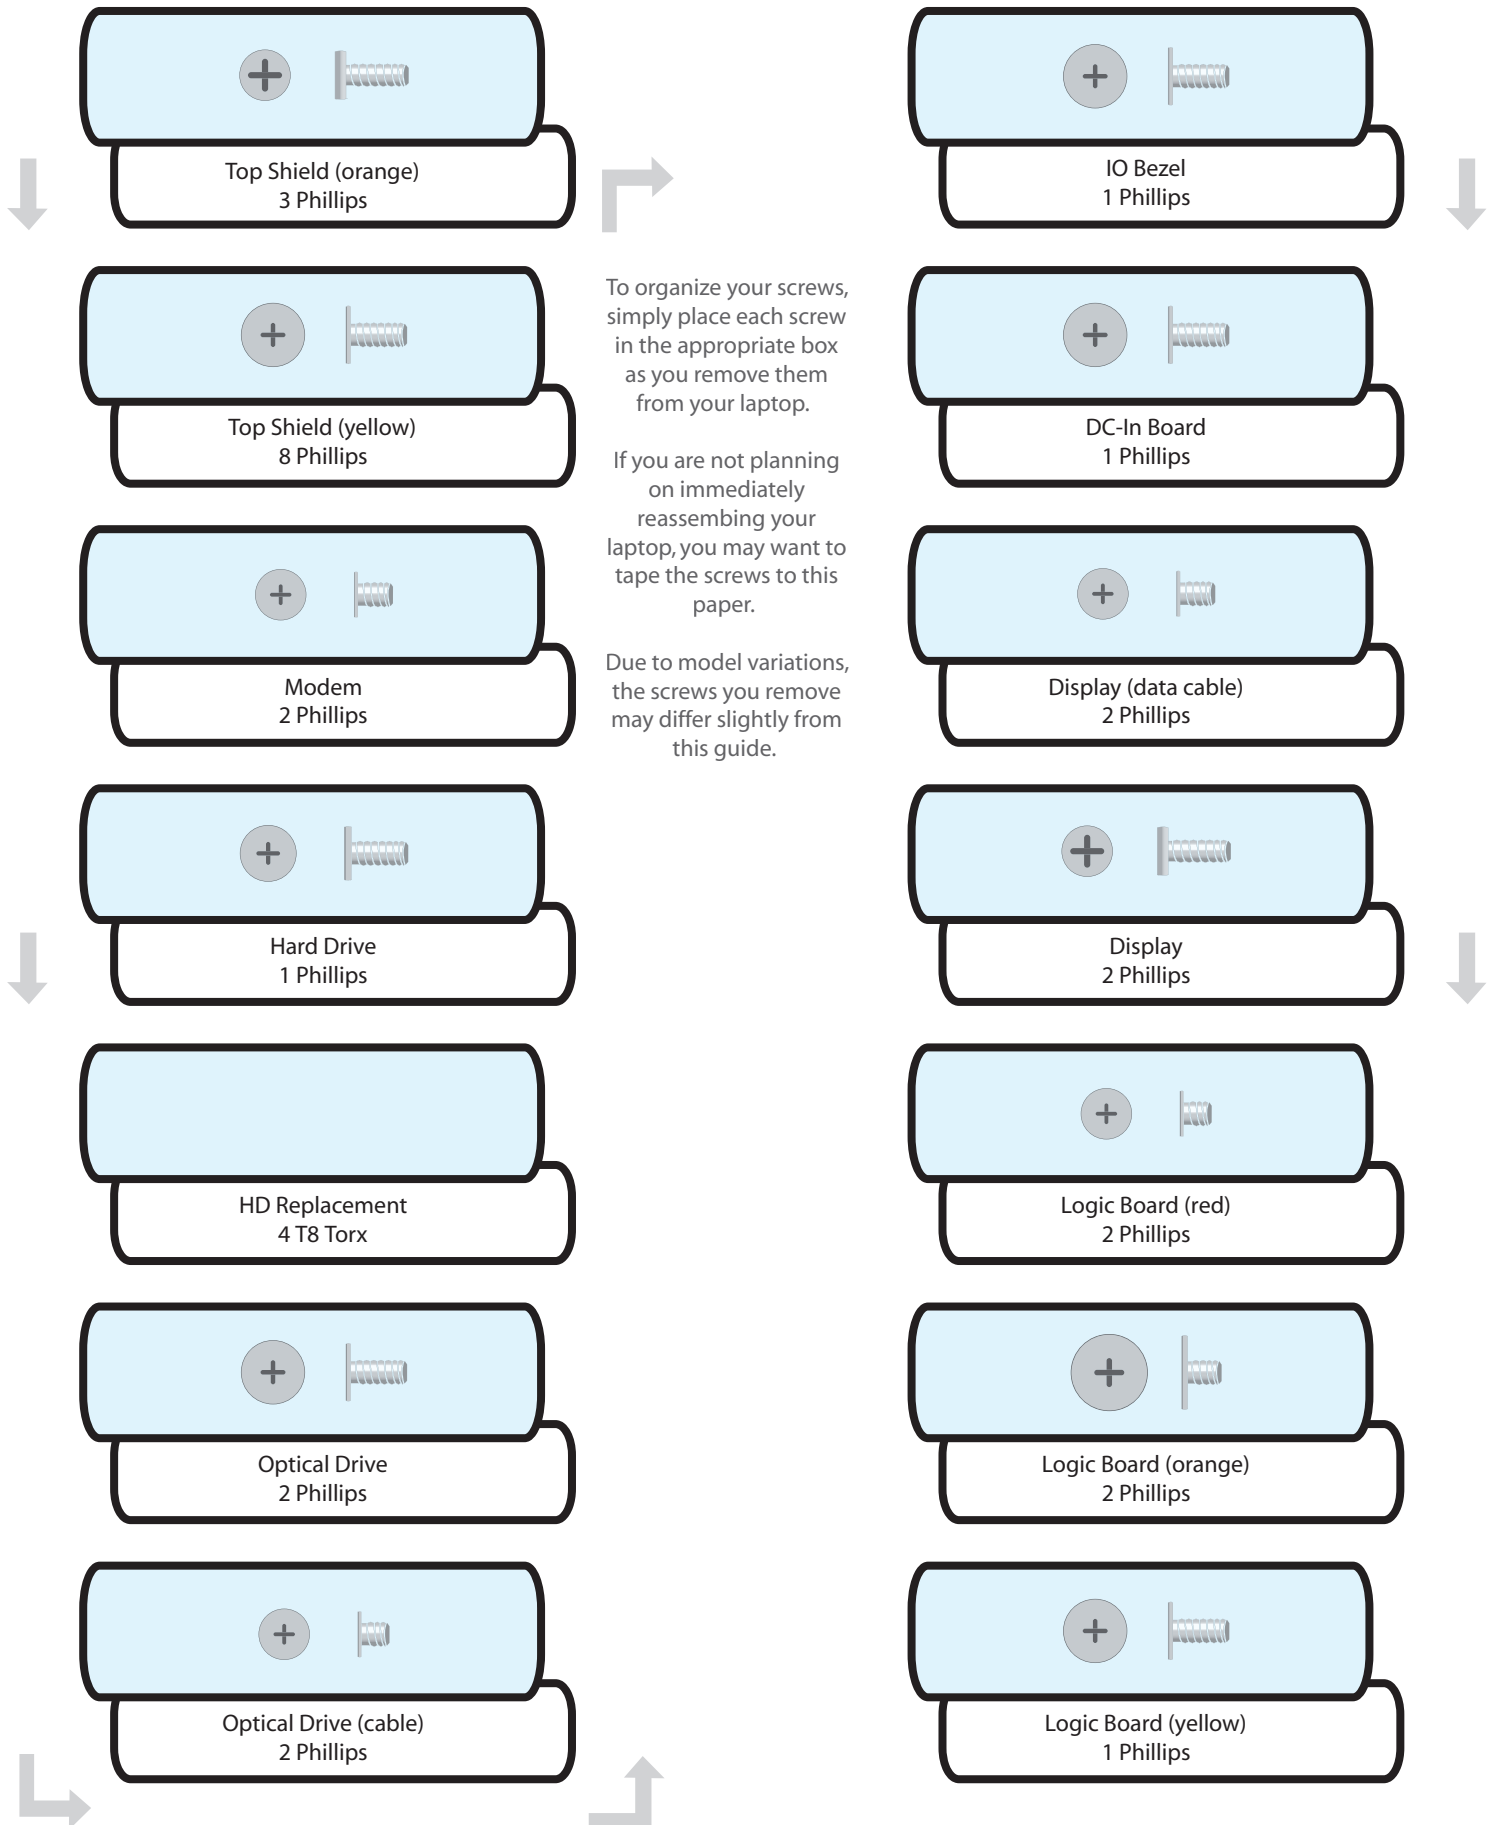 Top Shield (orange)
3 Phillips
Top Shield (yellow)
8 Phillips
Modem
2 Phillips
Hard Drive
1 Phillips
HD Replacement
4 T8 Torx
Optical Drive
2 Phillips
Optical Drive (cable)
2 Phillips
To organize your screws,
simply place each screw
in the appropriate box
as you remove them
from your laptop.
If you are not planning
on immediately
reassembing your
laptop, you may want to
tape the screws to this
paper.
Due to model variations,
the screws you remove
may differ slightly from
this guide.
IO Bezel
1 Phillips
DC-In Board
1 Phillips
Display (data cable)
2 Phillips
Display
2 Phillips
Logic Board (red)
2 Phillips
Logic Board (orange)
2 Phillips
Logic Board (yellow)
1 Phillips